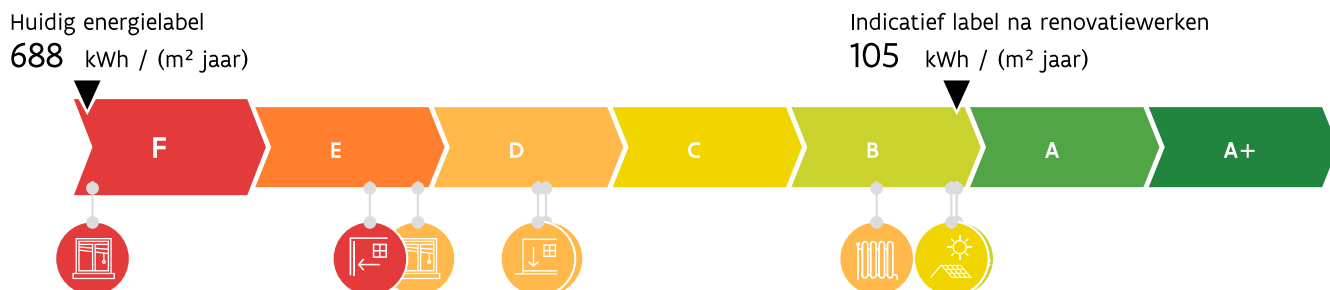 Huidig energielabel
688 kWh / (m² jaar)
Indicatief label na renovatiewerken
105 kWh / (m² jaar)
F E D C B A A+